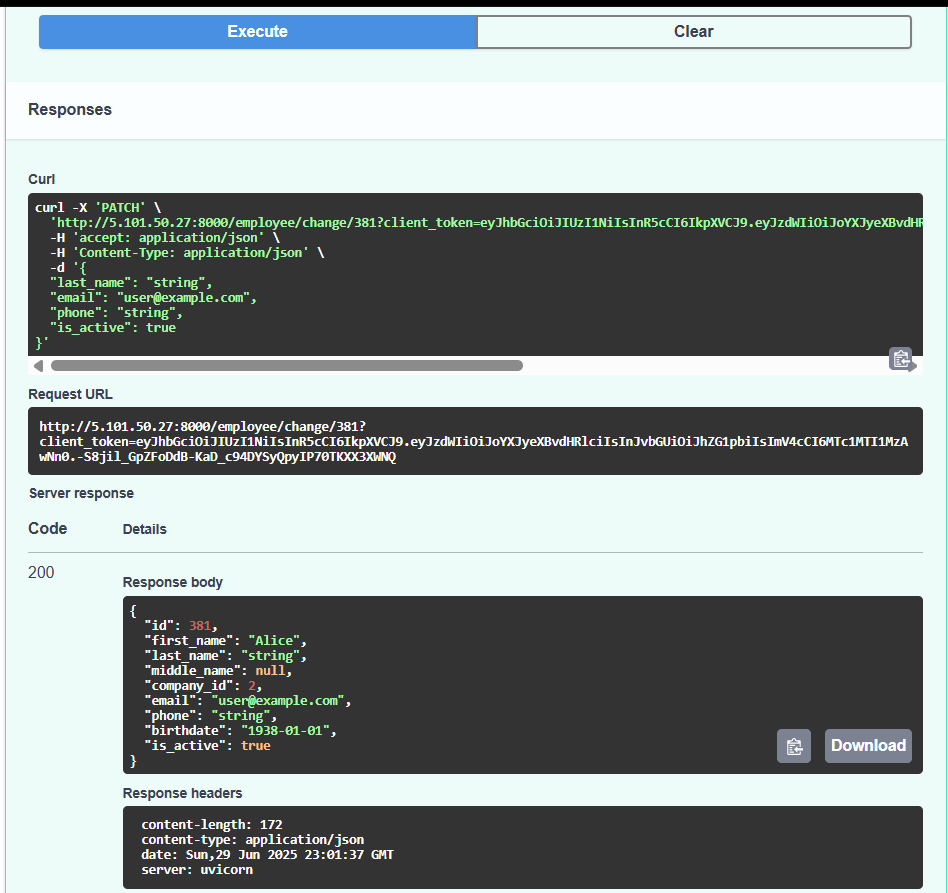 Execute
Clear
Responses
Curl
curl -X 'PATCH' \
'http://5.101.50.27:8000/employee/change/381?client_token=eyJhbGciOiJIUzI1NiIsInR5cCI6IkpXVCJ9.eyJzdWIiOiJoYXJyeXBvdHR
-H 'accept: application/json' \
-H 'Content-Type: application/json' \
-d '{
"last_name": "string",
"email": "user@example.com",
"phone": "string",
"is_active": true
}'
Request URL
http://5.101.50.27:8000/employee/change/381?
client_token=eyJhbGciOiJIUzI1NiIsInR5cCI6IkpXVCJ9.eyJzdWIiOiJoYXJyeXBvdHRlciIsInJvbGUiOiJhZG1pbiIsImV4cCI6MTc1MTI1MzA
wNn0.-S8jil_GpZFoDdB-KaD_c94DYSyQpyIP70TKXX3XWNQ
Server response
Code
Details
200
Response body
{
"id": 381,
"first_name": "Alice",
"last_name": "string",
"middle_name": null,
"company_id": 2,
"email": "user@example.com",
"phone": "string",
"birthdate": "1938-01-01",
"is_active": true
}
Download
Response headers
content-length: 172
content-type: application/json
date: Sun,29 Jun 2025 23:01:37 GMT
server: uvicorn